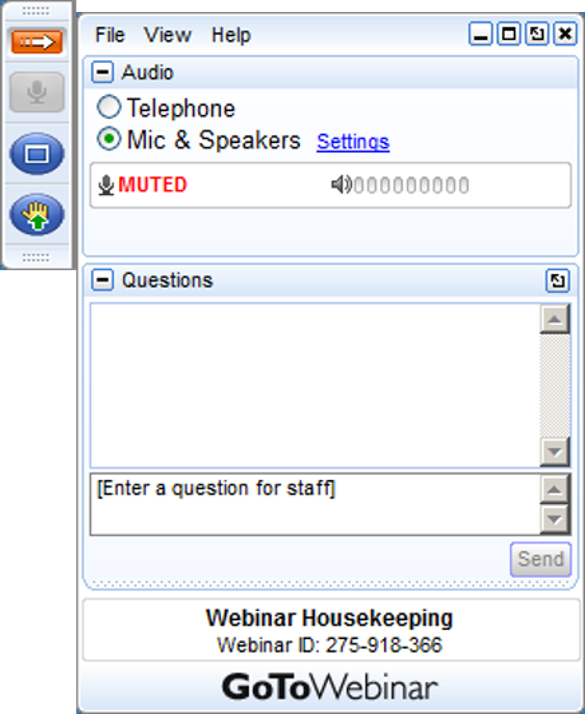 File View Help
Audio
Telephone
Mic & Speakers Settings
MUTED
Questions
[Enter a question for staff]
Send
Webinar Housekeeping
Webinar ID: 275-918-366
GoToWebinar